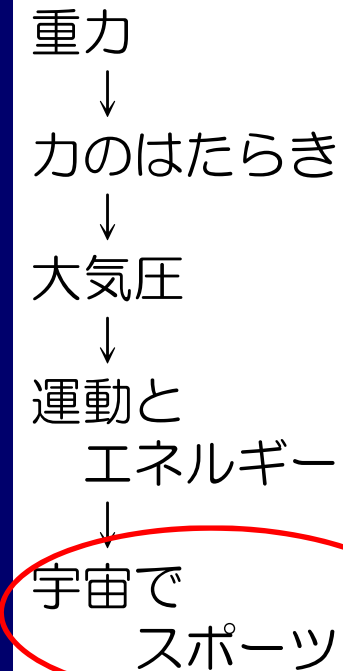 重力
↓
力のはたらき
↓
大気圧
↓
運動と
エネルギー
↓
宇宙で
スポーツ